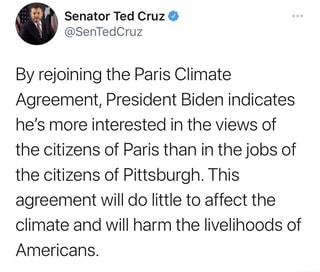 Senator Ted Cruz
@SenTedCruz
By rejoining the Paris Climate
Agreement, President Biden indicates
he's more interested in the views of
the citizens of Paris than in the jobs of
the citizens of Pittsburgh. This
agreement will do little to affect the
climate and will harm the livelihoods of
Americans.